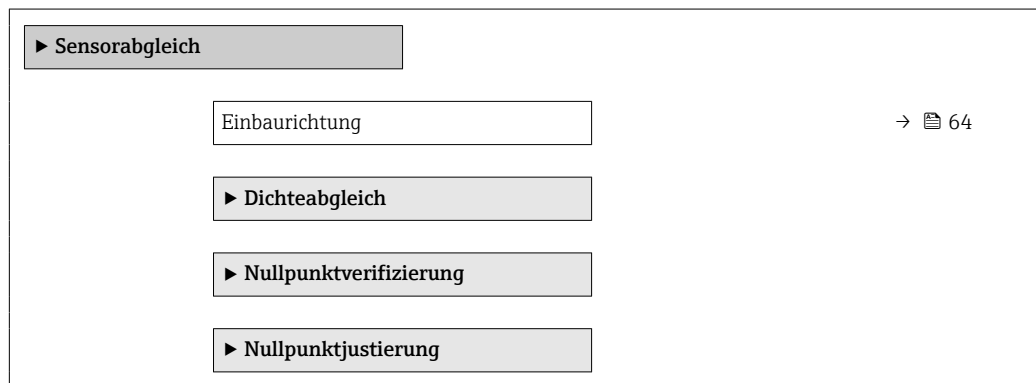 ▶ Sensorabgleich
Einbaurichtung → 64
▶ Dichteabgleich
▶ Nullpunktverifizierung
▶ Nullpunktjustierung